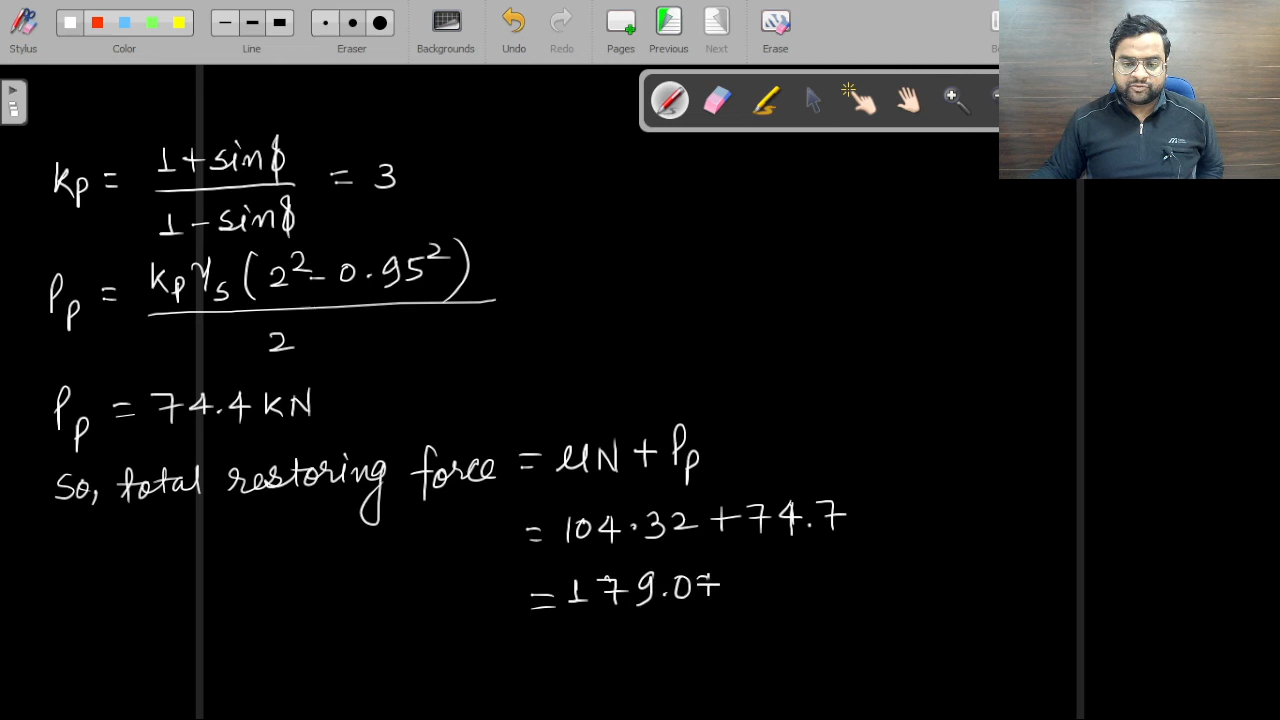 Stylus Color Line Eraser Backgrounds Undo Redo Pages Previous Next Erase
Kp = 1+sinϕ / 1-sinϕ = 3
Pp = Kpγs(2²-0.95²) / 2
Pp = 74.4 KN
So, total restoring force = μN + Pp
= 104.32 + 74.7
= 179.07